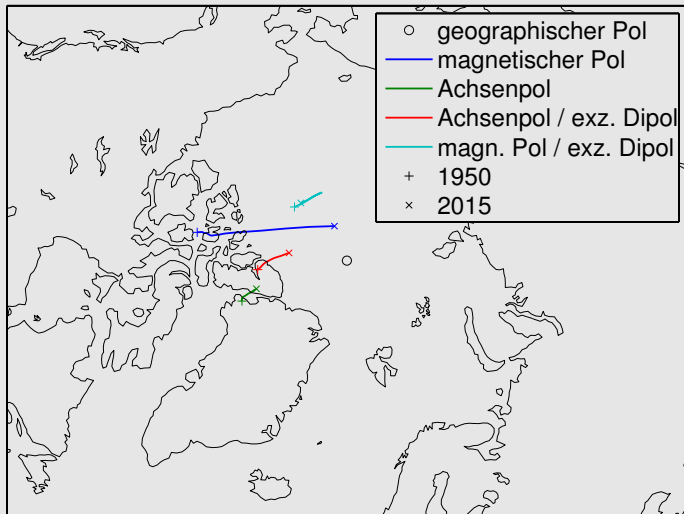 geographischer Pol
magnetischer Pol
Achsenpol
Achsenpol / exz. Dipol
magn. Pol / exz. Dipol
1950
2015